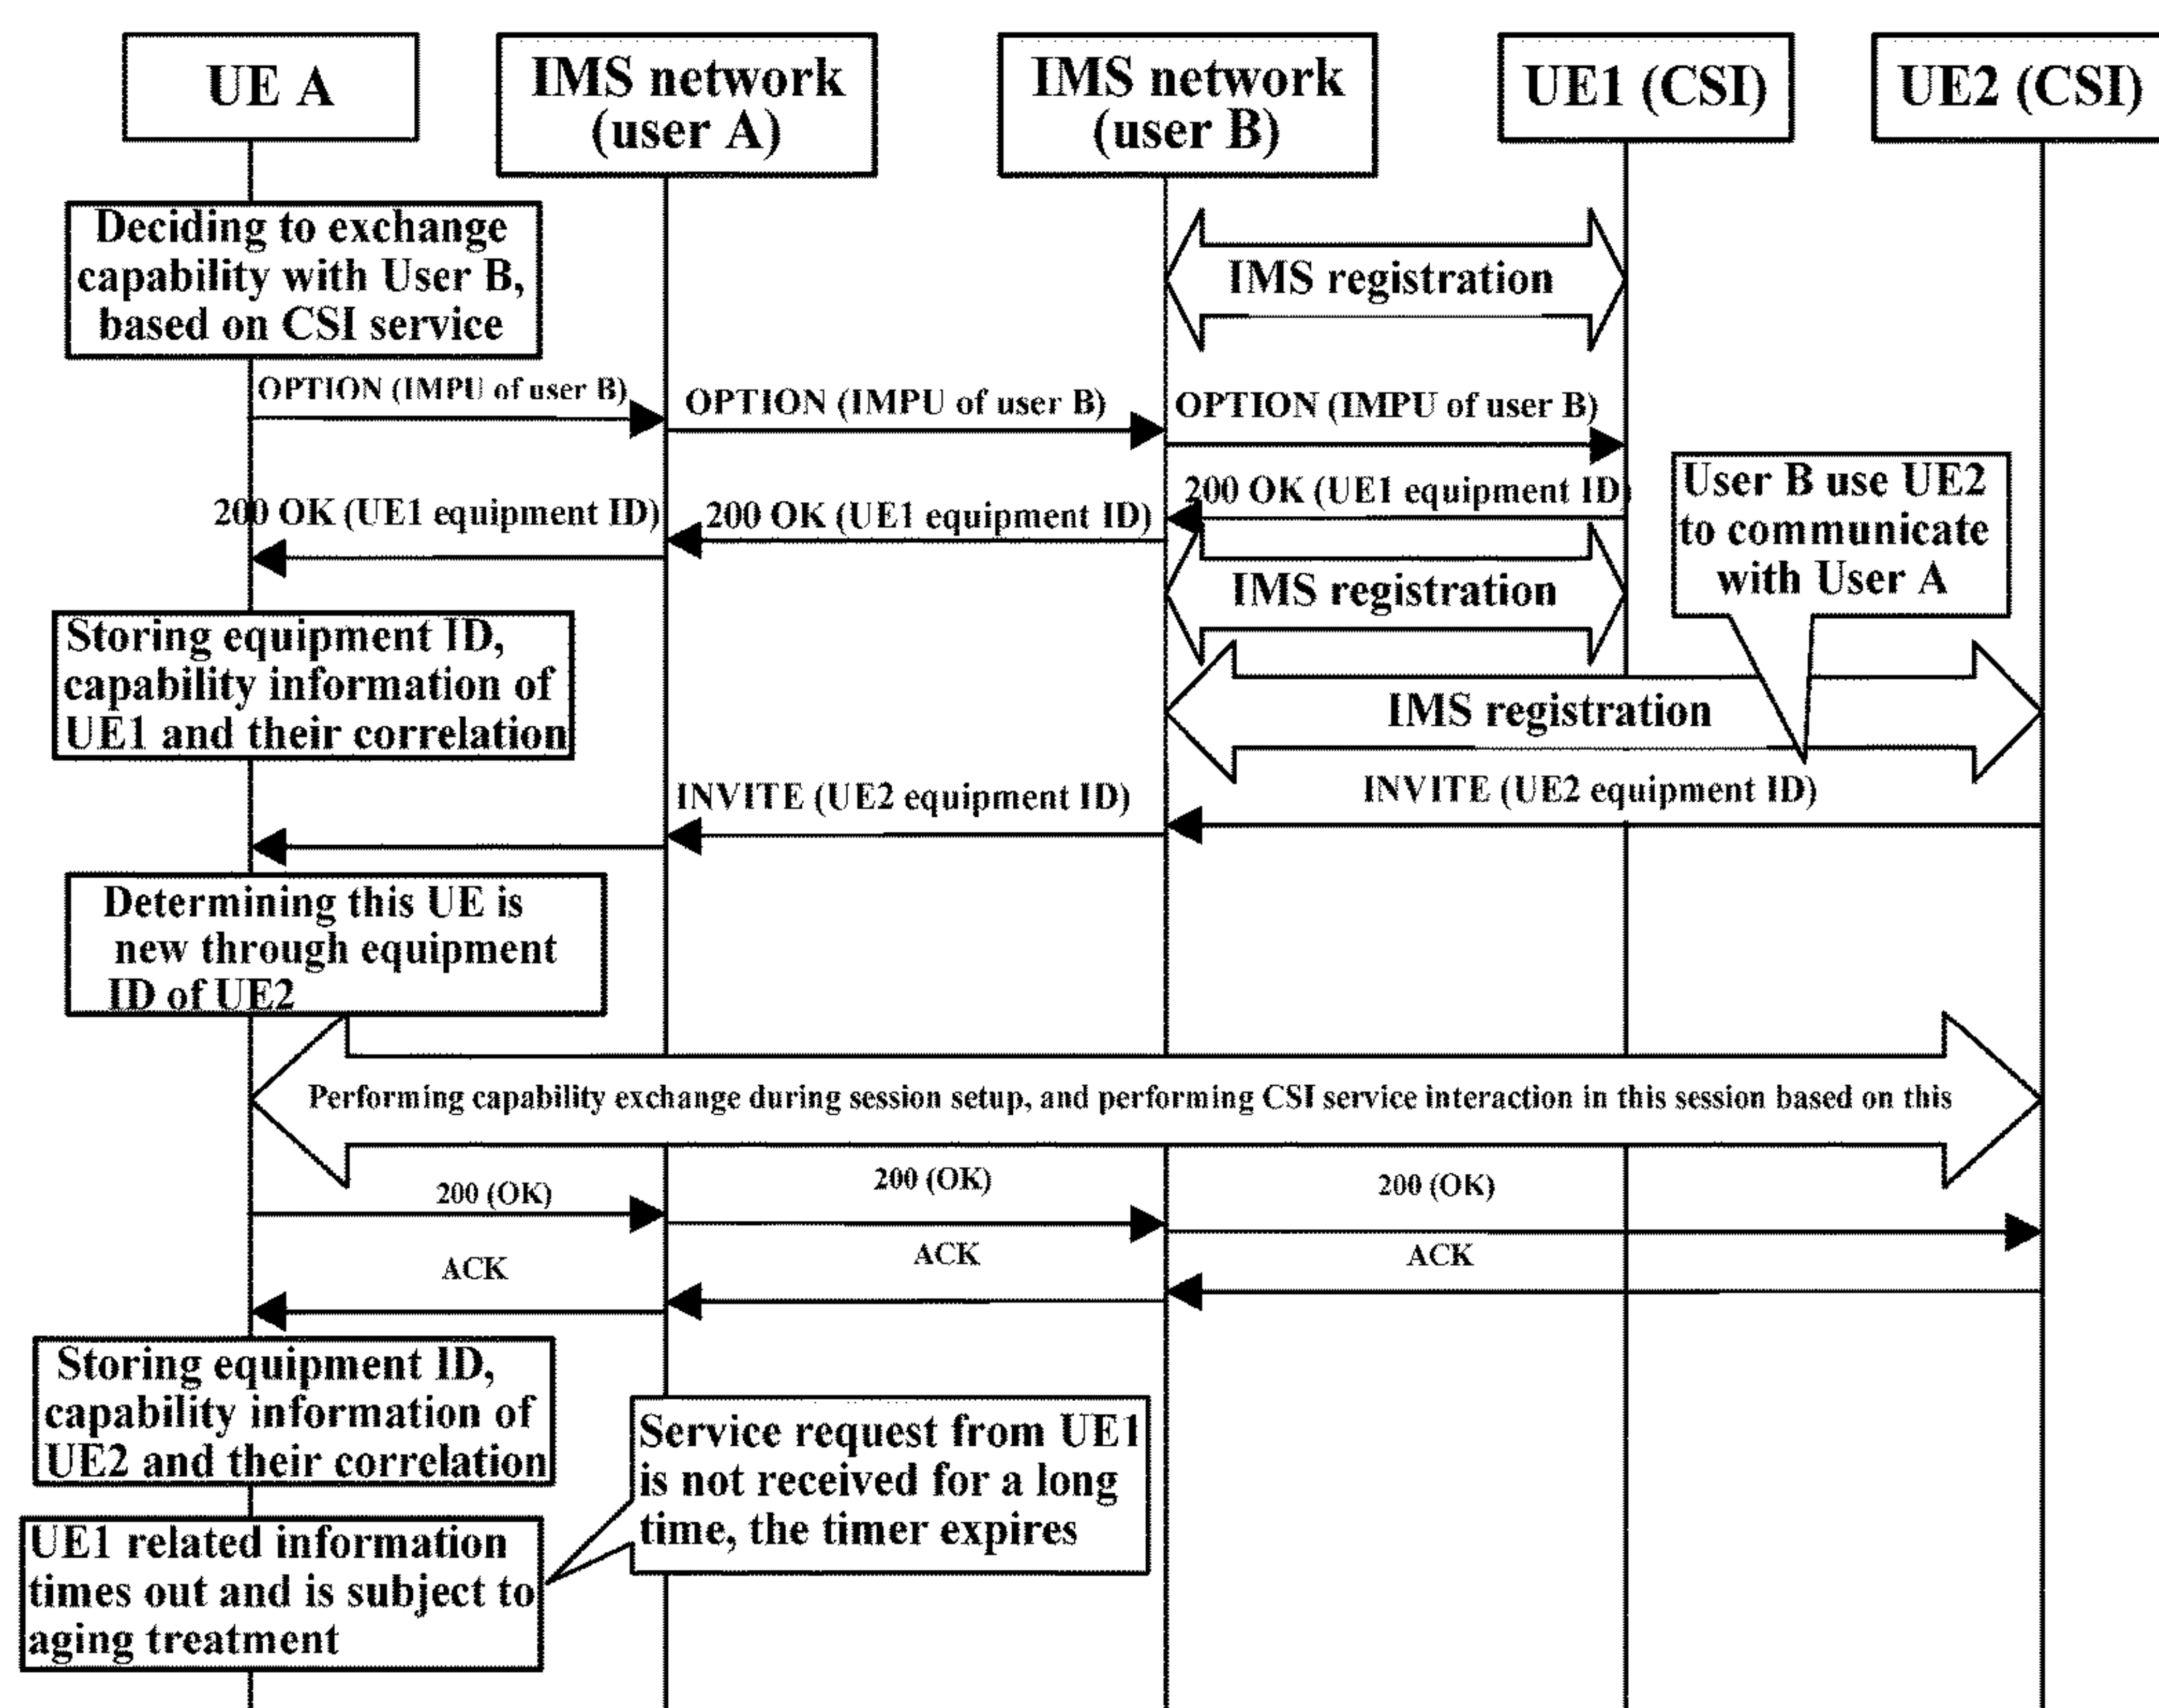 UE A
IMS network
(user A)
IMS network
(user B)
UE1 (CSI)
UE2 (CSI)
Deciding to exchange
capability with User B,
based on CSI service
IMS registration
OPTION (IMPU of user B)
OPTION (IMPU of user B)
OPTION (IMPU of user B)
200 OK (UE1 equipment ID)
200 OK (UE1 equipment ID)
200 OK (UE1 equipment ID)
User B use UE2
to communicate
with User A
IMS registration
Storing equipment ID,
capability information of
UE1 and their correlation
IMS registration
INVITE (UE2 equipment ID)
INVITE (UE2 equipment ID)
Determining this UE is
new through equipment
ID of UE2
Performing capability exchange during session setup, and performing CSI service interaction in this session based on this
200 (OK)
200 (OK)
200 (OK)
ACK
ACK
ACK
Storing equipment ID,
capability information of
UE2 and their correlation
Service request from UE1
is not received for a long
time, the timer expires
UE1 related information
times out and is subject to
aging treatment